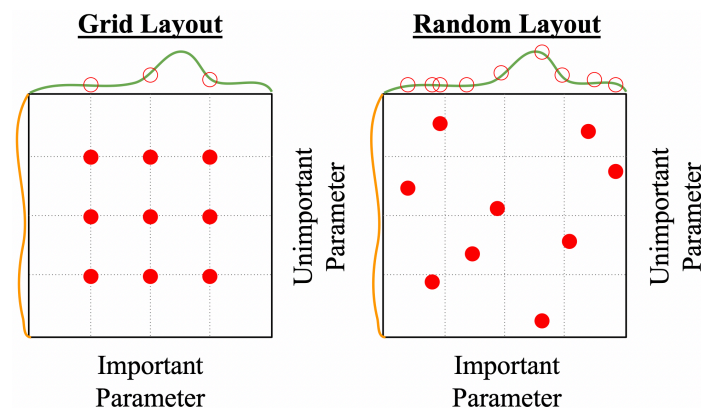 Grid Layout
Random Layout
Unimportant
Parameter
Unimportant
Parameter
Important
Parameter
Important
Parameter